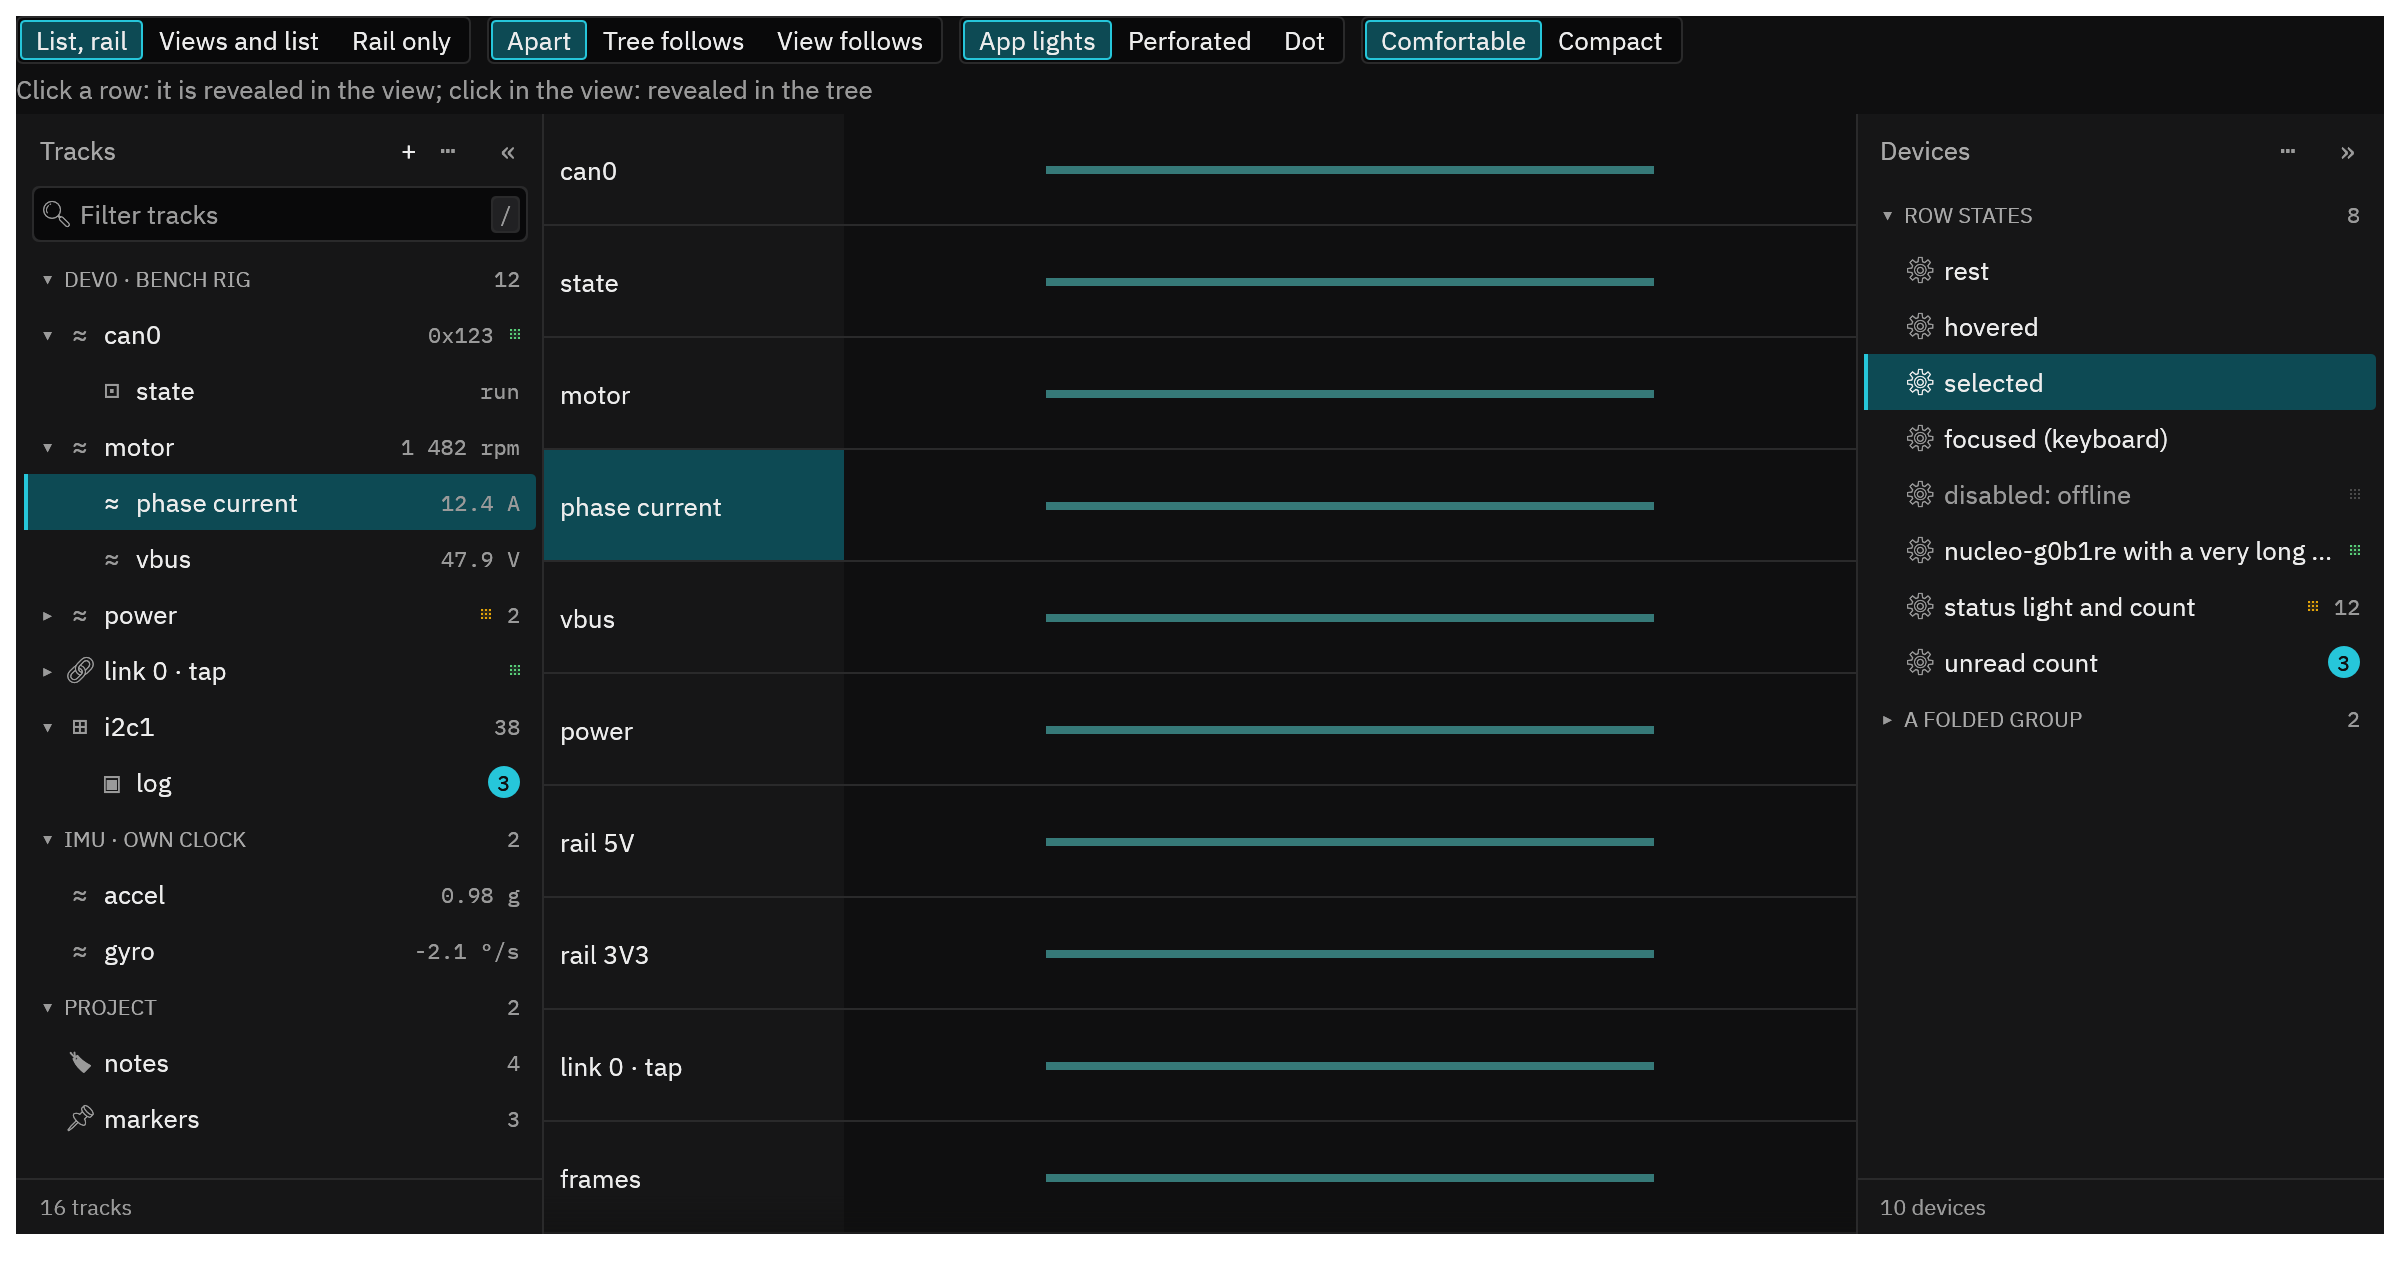 List, rail Views and list Rail only Apart Tree follows View follows App lights Perforated Dot Comfortable Compact
Click a row: it is revealed in the view; click in the view: revealed in the tree
Tracks + ··· «
Filter tracks /
DEV0 · BENCH RIG 12
can0 0x123
state run
motor 1 482 rpm
phase current 12.4 A
vbus 47.9 V
power 2
link 0 · tap
i2c1 38
log 3
IMU · OWN CLOCK 2
accel 0.98 g
gyro -2.1 °/s
PROJECT 2
notes 4
markers 3
16 tracks
can0
state
motor
phase current
vbus
power
rail 5V
rail 3V3
link 0 · tap
frames
Devices ··· »
ROW STATES 8
rest
hovered
selected
focused (keyboard)
disabled: offline
nucleo-g0b1re with a very long ...
status light and count 12
unread count 3
A FOLDED GROUP 2
10 devices